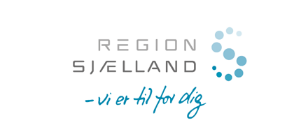 REGION
SJÆLLAND
- vi er til for dig